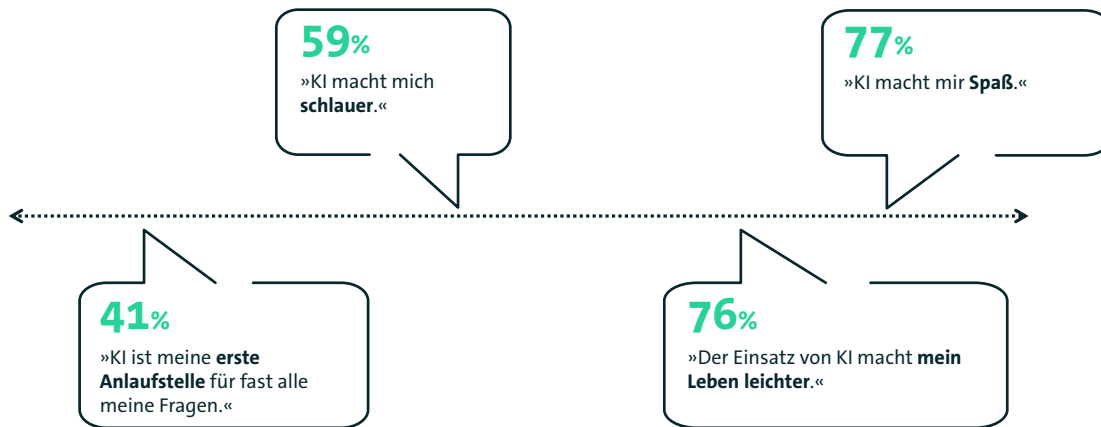 59%
»KI macht mich
schlauer.«
77%
»KI macht mir Spaß.«
41%
»KI ist meine erste
Anlaufstelle für fast alle
meine Fragen.«
76%
»Der Einsatz von KI macht mein
Leben leichter.«